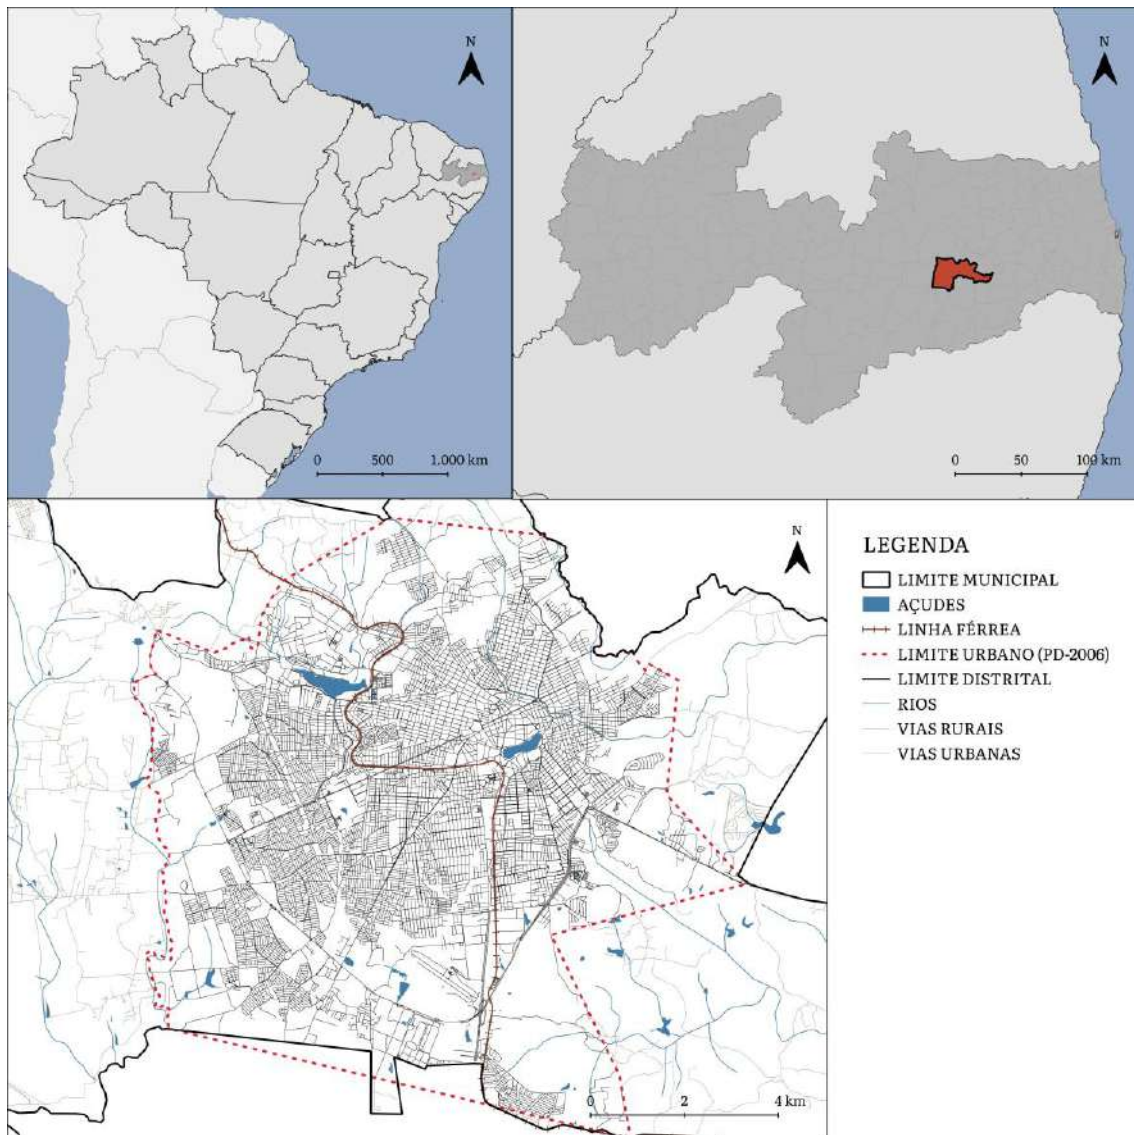 N
N
0 500 1.000 km
0 50 100 km
N
LEGENDA
LIMITE MUNICIPAL
AÇUDES
LINHA FÉRREA
LIMITE URBANO (PD-2006)
LIMITE DISTRITAL
RIOS
VIAS RURAIS
VIAS URBANAS
0 2 4 km